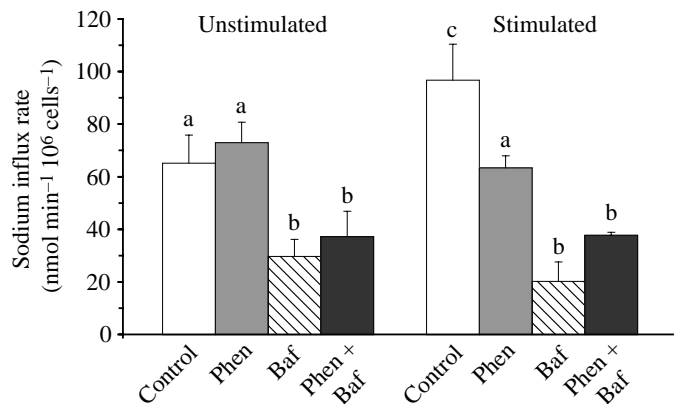 120
100
80
60
40
20
0
Sodium influx rate
(nmol min⁻¹ 10⁶ cells⁻¹)
Unstimulated
Stimulated
a
a
b
b
c
a
b
b
Control
Phen
Baf
Phen +
Baf
Control
Phen
Baf
Phen +
Baf